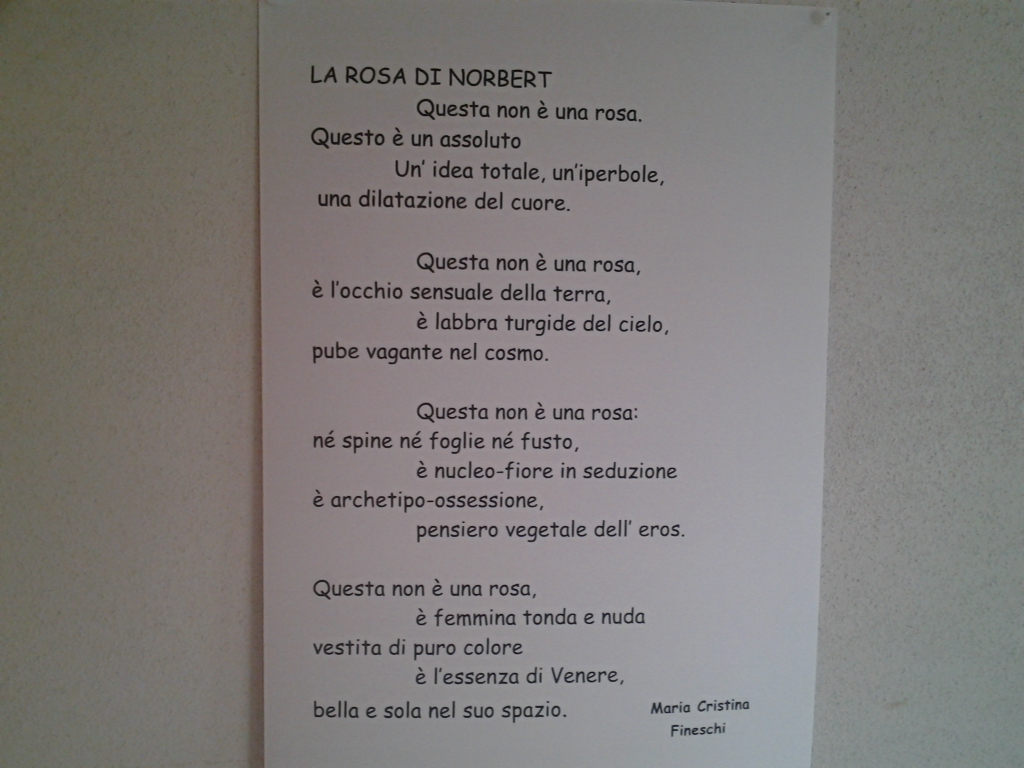 LA ROSA DI NORBERT
Questa non è una rosa.
Questo è un assoluto
Un' idea totale, un'iperbole,
una dilatazione del cuore.
Questa non è una rosa,
è l'occhio sensuale della terra,
è labbra turgide del cielo,
pube vagante nel cosmo.
Questa non è una rosa:
né spine né foglie né fusto,
è nucleo-fiore in seduzione
è archetipo-ossessione,
pensiero vegetale dell' eros.
Questa non è una rosa,
è femmina tonda e nuda
vestita di puro colore
è l'essenza di Venere,
bella e sola nel suo spazio.
Maria Cristina
Fineschi